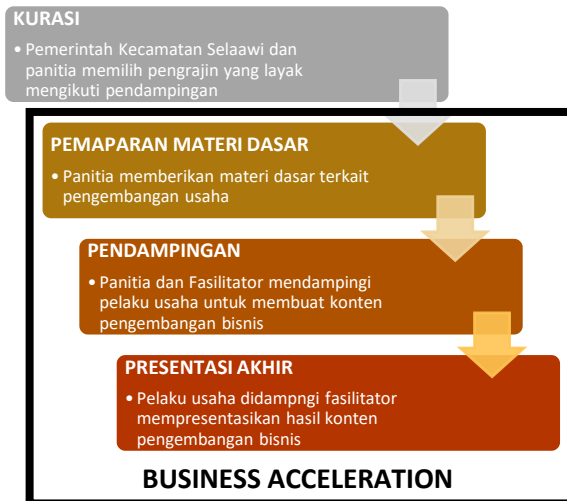 KURASI
• Pemerintah Kecamatan Selaawi dan
panitia memilih pengrajin yang layak
mengikuti pendampingan
PEMAPARAN MATERI DASAR
• Panitia memberikan materi dasar terkait
pengembangan usaha
PENDAMPINGAN
• Panitia dan Fasilitator mendampingi
pelaku usaha untuk membuat konten
pengembangan bisnis
PRESENTASI AKHIR
• Pelaku usaha didampngi fasilitator
mempresentasikan hasil konten
pengembangan bisnis
BUSINESS ACCELERATION